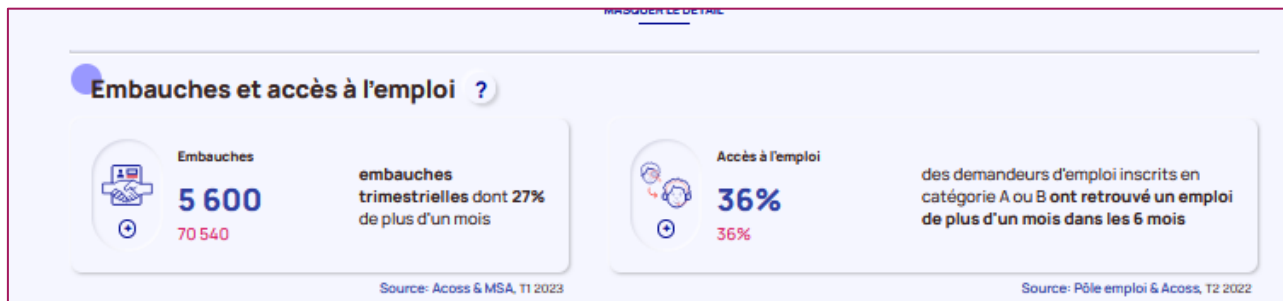 MASQUER LE DÉTAIL
Embauches et accès à l'emploi ?
Embauches
5 600
70 540
embauches
trimestrielles dont 27%
de plus d'un mois
Source: Acoss & MSA, T1 2023
Accès à l'emploi
36%
36%
des demandeurs d'emploi inscrits en
catégorie A ou B ont retrouvé un emploi
de plus d'un mois dans les 6 mois
Source: Pôle emploi & Acoss, T2 2022